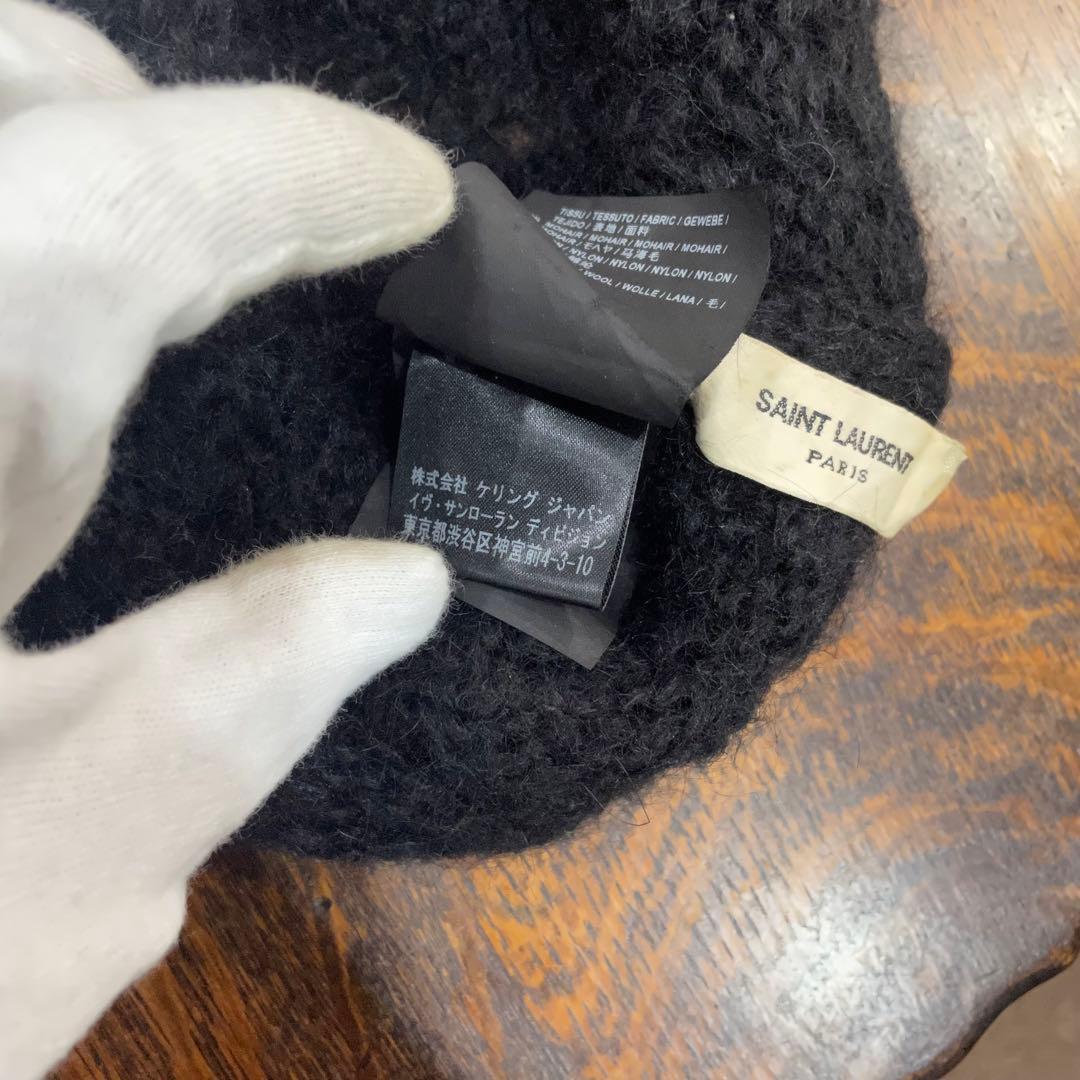 TISSU / TESSUTO / FABRIC / GEWEBE /
TEJIDO / 表地 / 面料
MOHAIR / MOHAIR / MOHAIR / MOHAIR /
MOHAIR / モヘヤ / 马海毛
/ NYLON / NYLON / NYLON / NYLON /
/ WOOL / WOLLE / LANA / 毛 /
SAINT LAURENT
PARIS
株式会社 ケリング ジャパン
イヴ・サンローラン ディビジョン
東京都渋谷区神宮前4-3-10